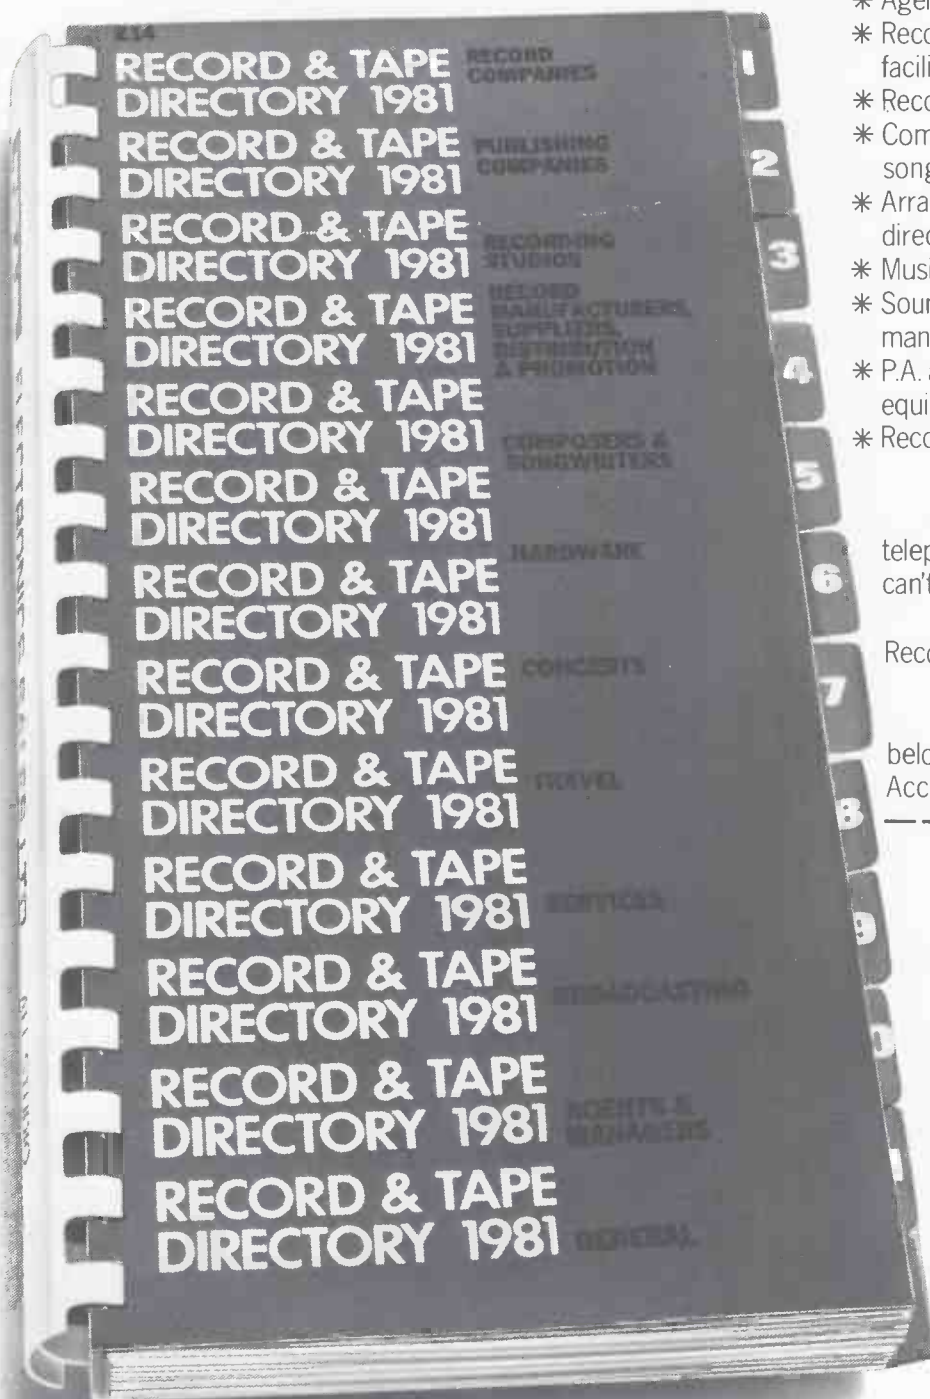 £14
RECORD & TAPE
DIRECTORY 1981
RECORD
COMPANIES
1
RECORD & TAPE
DIRECTORY 1981
PUBLISHING
COMPANIES
2
RECORD & TAPE
DIRECTORY 1981
RECORDING
STUDIOS
3
RECORD & TAPE
DIRECTORY 1981
RECORD
MANUFACTURERS,
SUPPLIERS,
DISTRIBUTION
& PROMOTION
4
RECORD & TAPE
DIRECTORY 1981
COMPOSERS &
SONGWRITERS
5
RECORD & TAPE
DIRECTORY 1981
HARDWARE
6
RECORD & TAPE
DIRECTORY 1981
RECORD & TAPE
DIRECTORY 1981
CONCERTS
7
RECORD & TAPE
DIRECTORY 1981
TRAVEL
8
RECORD & TAPE
DIRECTORY 1981
SERVICES
9
RECORD & TAPE
DIRECTORY 1981
BROADCASTING
0
RECORD & TAPE
DIRECTORY 1981
AGENTS &
MANAGERS
1
RECORD & TAPE
DIRECTORY 1981
GENERAL
* Agen
* Reco
facili
* Reco
* Com
song
* Arra
direc
* Musi
* Soun
man
* P.A. a
equi
* Reco
telep
can't
Reco
belo
Acc